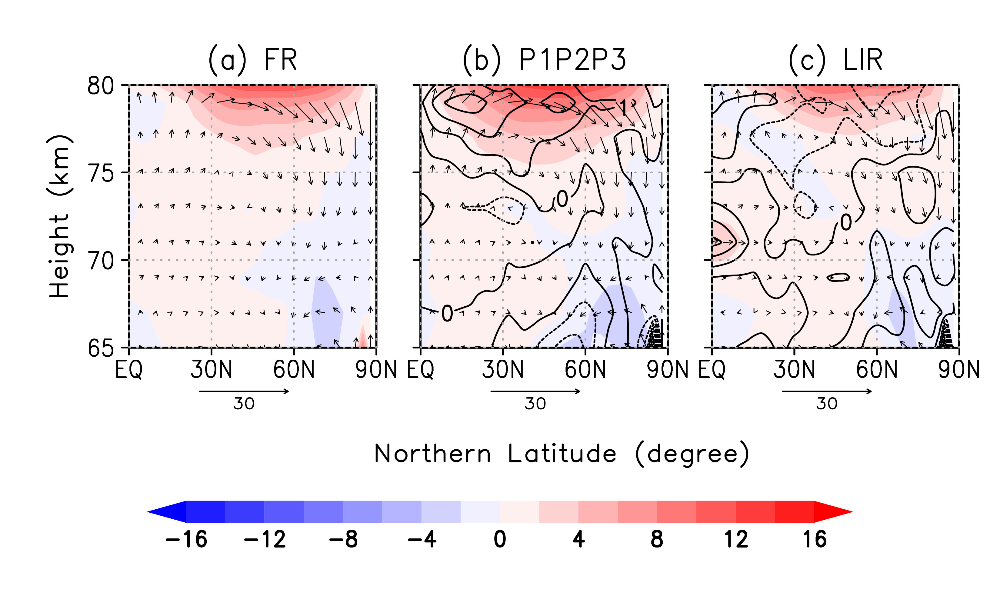 (a) FR (b) P1P2P3 (c) LIR
80
75
70
65
Height (km)
1
0
0
0
EQ 30N 60N 90N EQ 30N 60N 90N EQ 30N 60N 90N
30 30 30
Northern Latitude (degree)
−16 −12 −8 −4 0 4 8 12 16